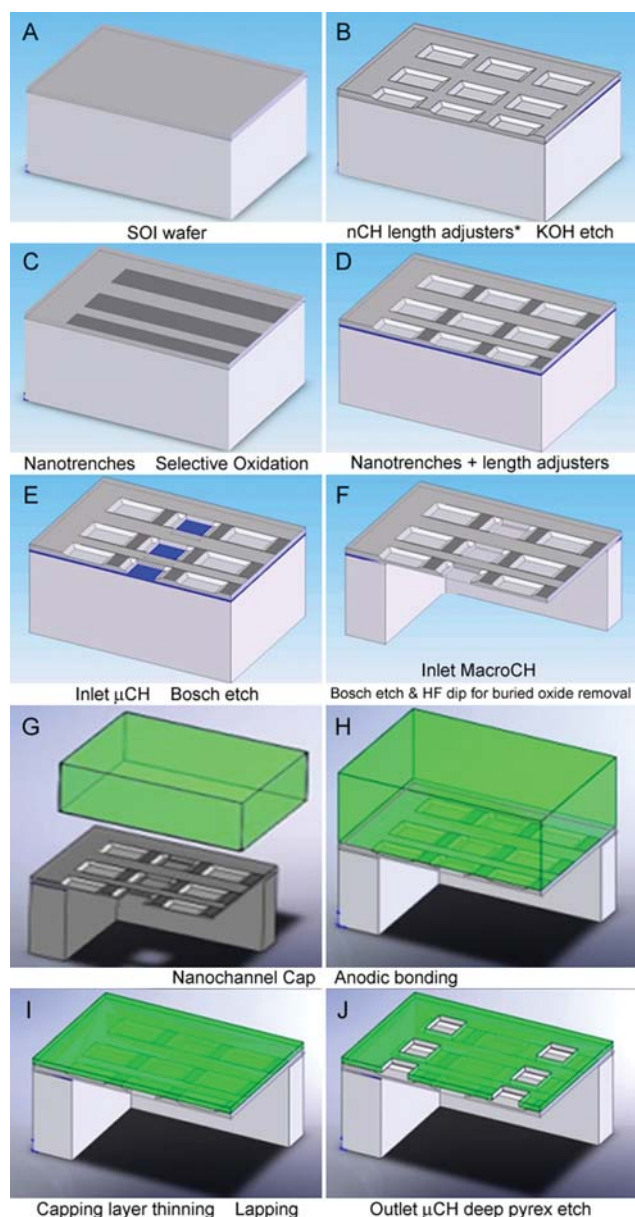 A
B
SOI wafer
nCH length adjusters* KOH etch
C
D
Nanotrenches Selective Oxidation
Nanotrenches + length adjusters
E
F
Inlet μCH Bosch etch
Inlet MacroCH
Bosch etch & HF dip for buried oxide removal
G
H
Nanochannel Cap Anodic bonding
I
J
Capping layer thinning Lapping
Outlet μCH deep pyrex etch